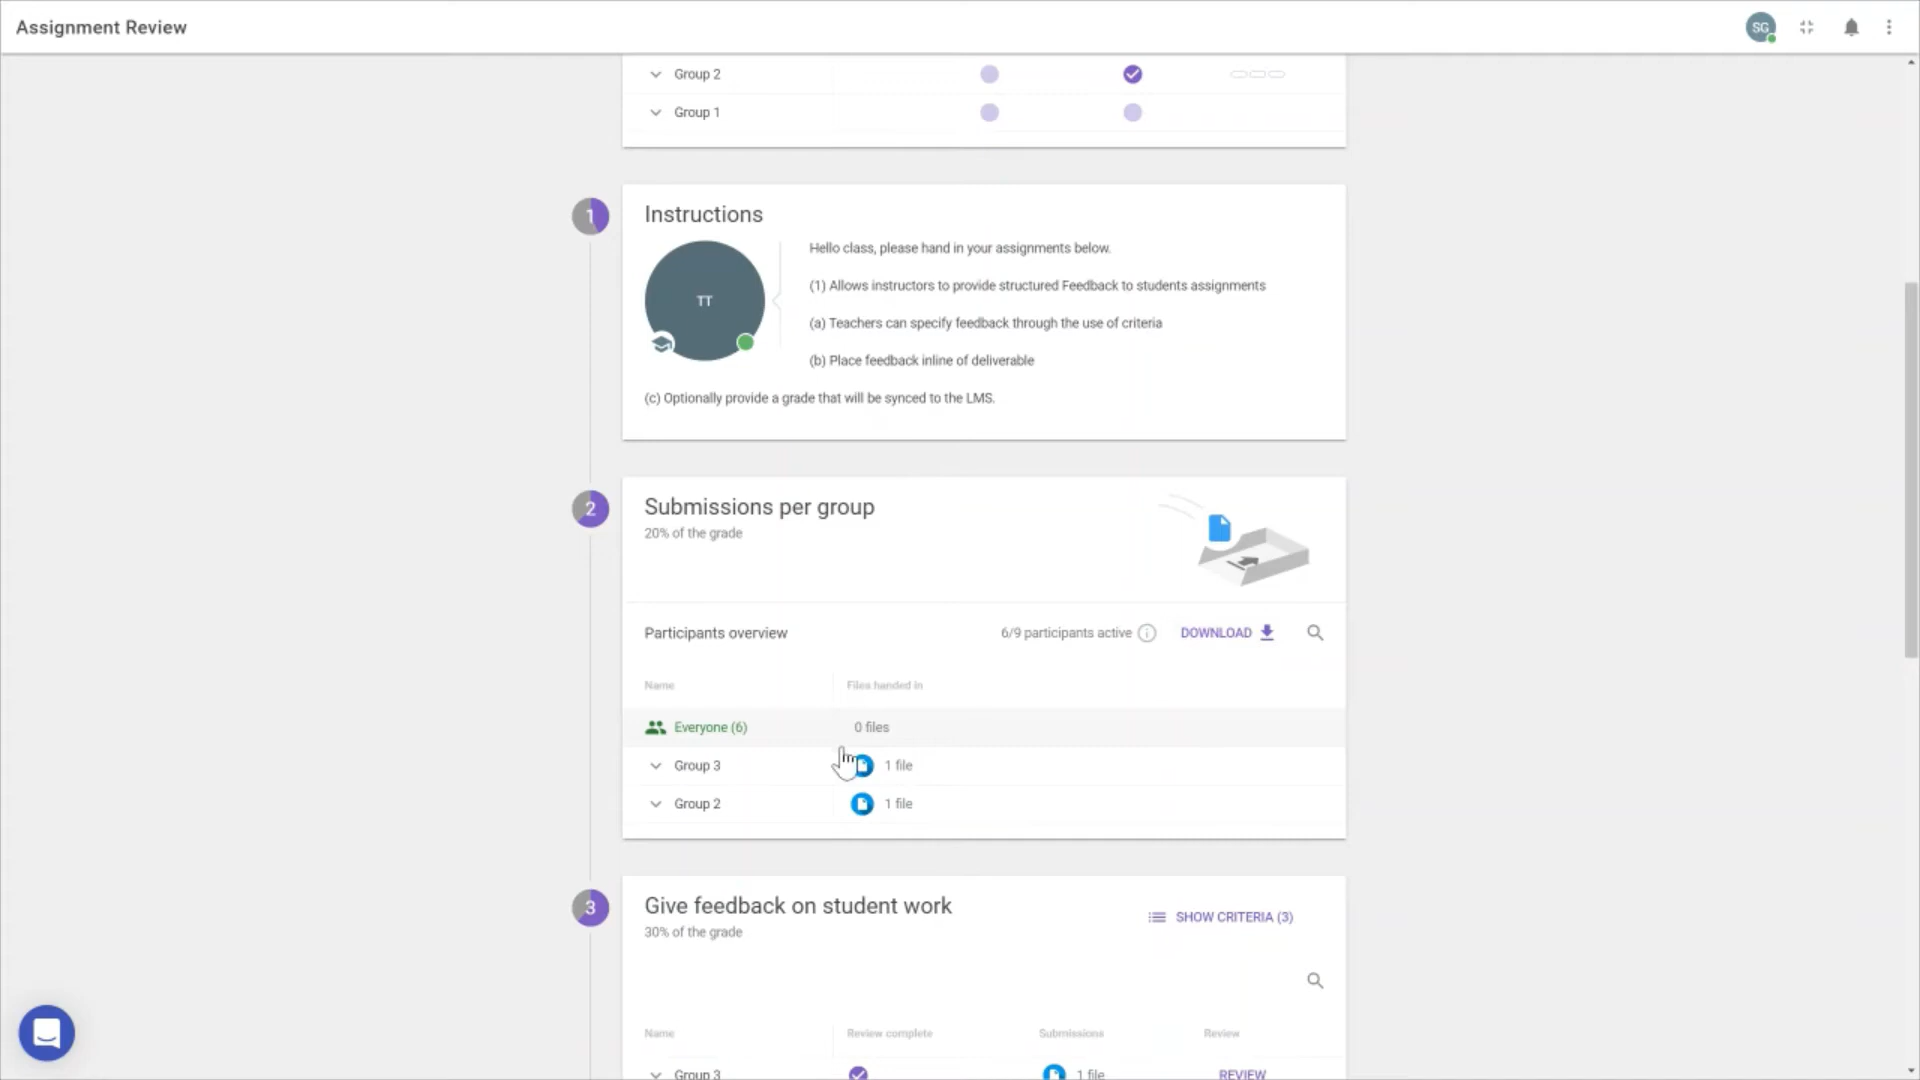 Assignment Review
SG
Group 2
Group 1
1
Instructions
TT
Hello class, please hand in your assignments below.
(1) Allows instructors to provide structured Feedback to students assignments
(a) Teachers can specify feedback through the use of criteria
(b) Place feedback inline of deliverable
(c) Optionally provide a grade that will be synced to the LMS.
2
Submissions per group
20% of the grade
Participants overview
6/9 participants active
DOWNLOAD
Name
Files handed in
Everyone (6)
0 files
Group 3
1 file
Group 2
1 file
3
Give feedback on student work
30% of the grade
SHOW CRITERIA (3)
Name
Review complete
Submissions
Review
Group 3
1 file
REVIEW